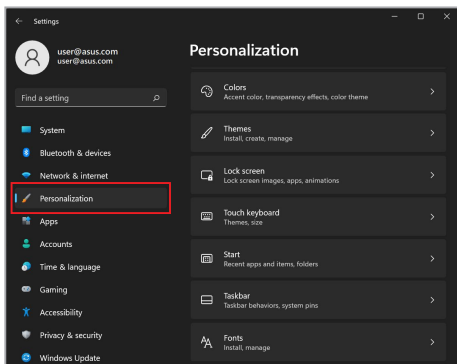 Settings
user@asus.com
user@asus.com
Find a setting
System
Bluetooth & devices
Network & internet
Personalization
Apps
Accounts
Time & language
Gaming
Accessibility
Privacy & security
Windows Update
Personalization
Colors
Accent color, transparency effects, color theme
Themes
Install, create, manage
Lock screen
Lock screen images, apps, animations
Touch keyboard
Themes, size
Start
Recent apps and items, folders
Taskbar
Taskbar behaviors, system pins
Fonts
Install, manage